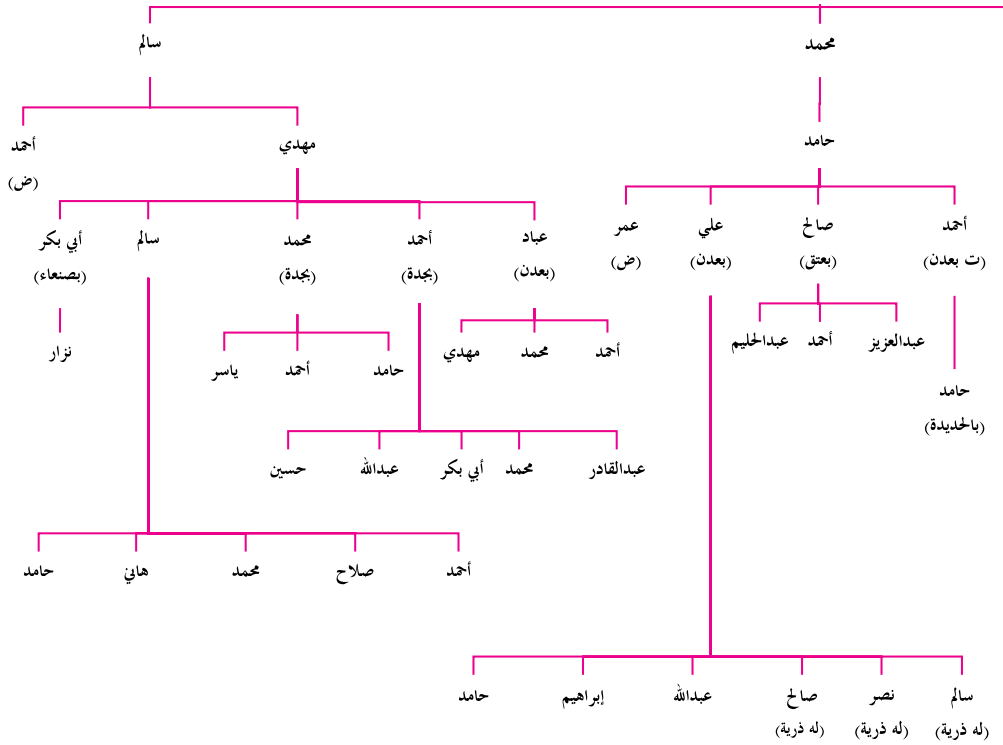 محمد
سالم
حامد
مهدي
أحمد
(ض)
أحمد
(ت بعدن)
صالح
(بعتق)
علي
(بعدن)
عمر
(ض)
عباد
(بعدن)
أحمد
(بجدة)
محمد
(بجدة)
سالم
أبي بكر
(بصنعاء)
عبدالعزيز
أحمد
عبدالحليم
أحمد
محمد
مهدي
حامد
أحمد
ياسر
نزار
حامد
(بالحديدة)
عبدالقادر
محمد
أبي بكر
عبدالله
حسين
أحمد
صلاح
محمد
هاني
حامد
سالم
(له ذرية)
نصر
(له ذرية)
صالح
(له ذرية)
عبدالله
إبراهيم
حامد